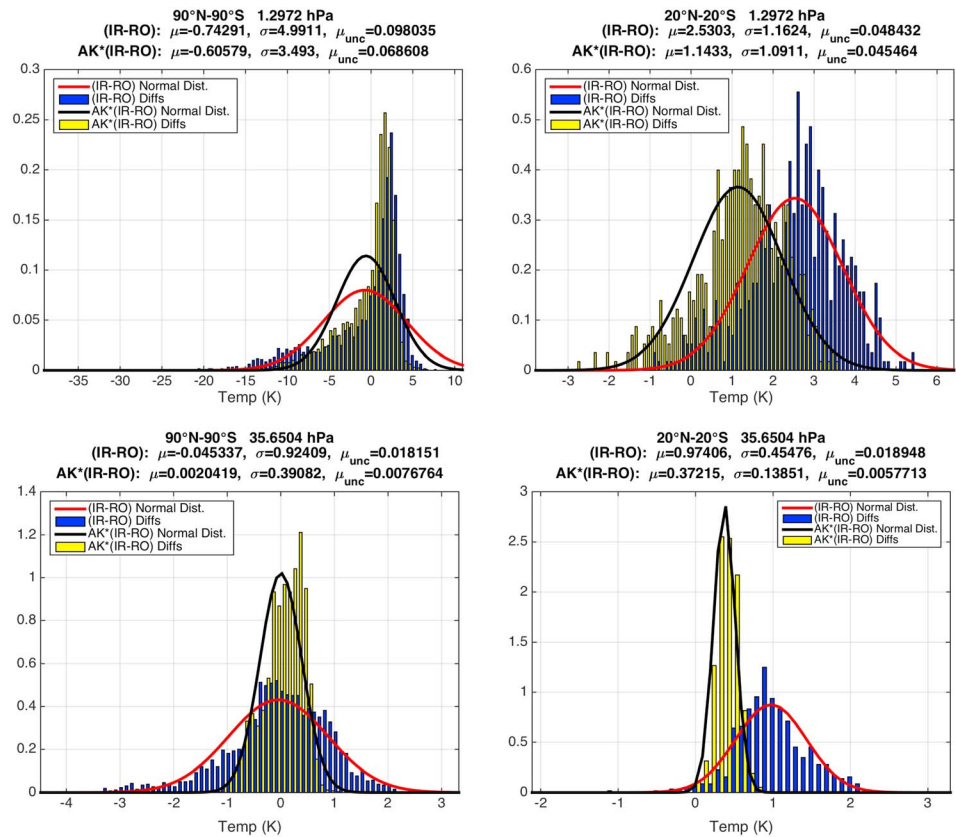 90°N-90°S 1.2972 hPa
(IR-RO): μ=-0.74291, σ=4.9911, μunc=0.098035
AK*(IR-RO): μ=-0.60579, σ=3.493, μunc=0.068608
0.3
0.25
0.2
0.15
0.1
0.05
0
(IR-RO) Normal Dist.
(IR-RO) Diffs
AK*(IR-RO) Normal Dist.
AK*(IR-RO) Diffs
-35 -30 -25 -20 -15 -10 -5 0 5 10
Temp (K)
20°N-20°S 1.2972 hPa
(IR-RO): μ=2.5303, σ=1.1624, μunc=0.048432
AK*(IR-RO): μ=1.1433, σ=1.0911, μunc=0.045464
0.6
0.5
0.4
0.3
0.2
0.1
0
(IR-RO) Normal Dist.
(IR-RO) Diffs
AK*(IR-RO) Normal Dist.
AK*(IR-RO) Diffs
-3 -2 -1 0 1 2 3 4 5 6
Temp (K)
90°N-90°S 35.6504 hPa
(IR-RO): μ=-0.045337, σ=0.92409, μunc=0.018151
AK*(IR-RO): μ=0.0020419, σ=0.39082, μunc=0.0076764
1.4
1.2
1
0.8
0.6
0.4
0.2
0
(IR-RO) Normal Dist.
(IR-RO) Diffs
AK*(IR-RO) Normal Dist.
AK*(IR-RO) Diffs
-4 -3 -2 -1 0 1 2 3
Temp (K)
20°N-20°S 35.6504 hPa
(IR-RO): μ=0.97406, σ=0.45476, μunc=0.018948
AK*(IR-RO): μ=0.37215, σ=0.13851, μunc=0.0057713
3
2.5
2
1.5
1
0.5
0
(IR-RO) Normal Dist.
(IR-RO) Diffs
AK*(IR-RO) Normal Dist.
AK*(IR-RO) Diffs
-2 -1 0 1 2 3
Temp (K)